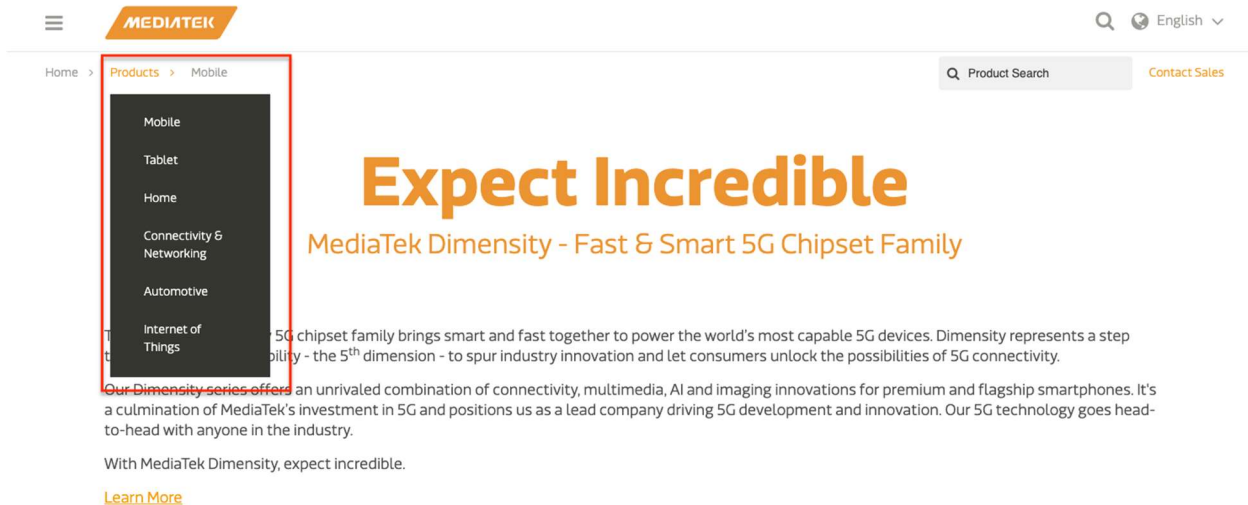 MEDIATEK
English
Home > Products > Mobile
Product Search
Contact Sales
Mobile
Tablet
Home
Connectivity &
Networking
Automotive
Internet of
Things
Expect Incredible
MediaTek Dimensity - Fast & Smart 5G Chipset Family
5G chipset family brings smart and fast together to power the world's most capable 5G devices. Dimensity represents a step
- the 5th dimension - to spur industry innovation and let consumers unlock the possibilities of 5G connectivity.
Our Dimensity series offers an unrivaled combination of connectivity, multimedia, AI and imaging innovations for premium and flagship smartphones. It's
a culmination of MediaTek's investment in 5G and positions us as a lead company driving 5G development and innovation. Our 5G technology goes head-
to-head with anyone in the industry.
With MediaTek Dimensity, expect incredible.
Learn More